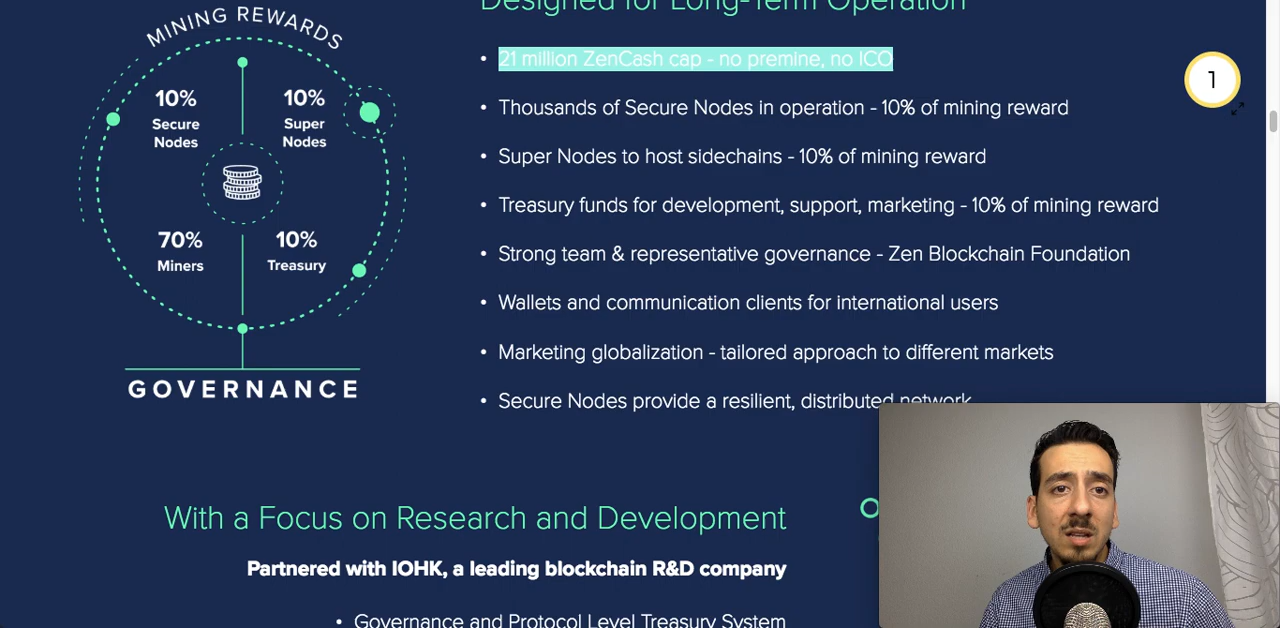 MINING REWARDS
10%
Secure
Nodes
10%
Super
Nodes
70%
Miners
10%
Treasury
GOVERNANCE
Designed for Long-Term Operation
• 21 million ZenCash cap - no premine, no ICO
• Thousands of Secure Nodes in operation - 10% of mining reward
• Super Nodes to host sidechains - 10% of mining reward
• Treasury funds for development, support, marketing - 10% of mining reward
• Strong team & representative governance - Zen Blockchain Foundation
• Wallets and communication clients for international users
• Marketing globalization - tailored approach to different markets
• Secure Nodes provide a resilient, distributed network
1
With a Focus on Research and Development
Partnered with IOHK, a leading blockchain R&D company
• Governance and Protocol Level Treasury System